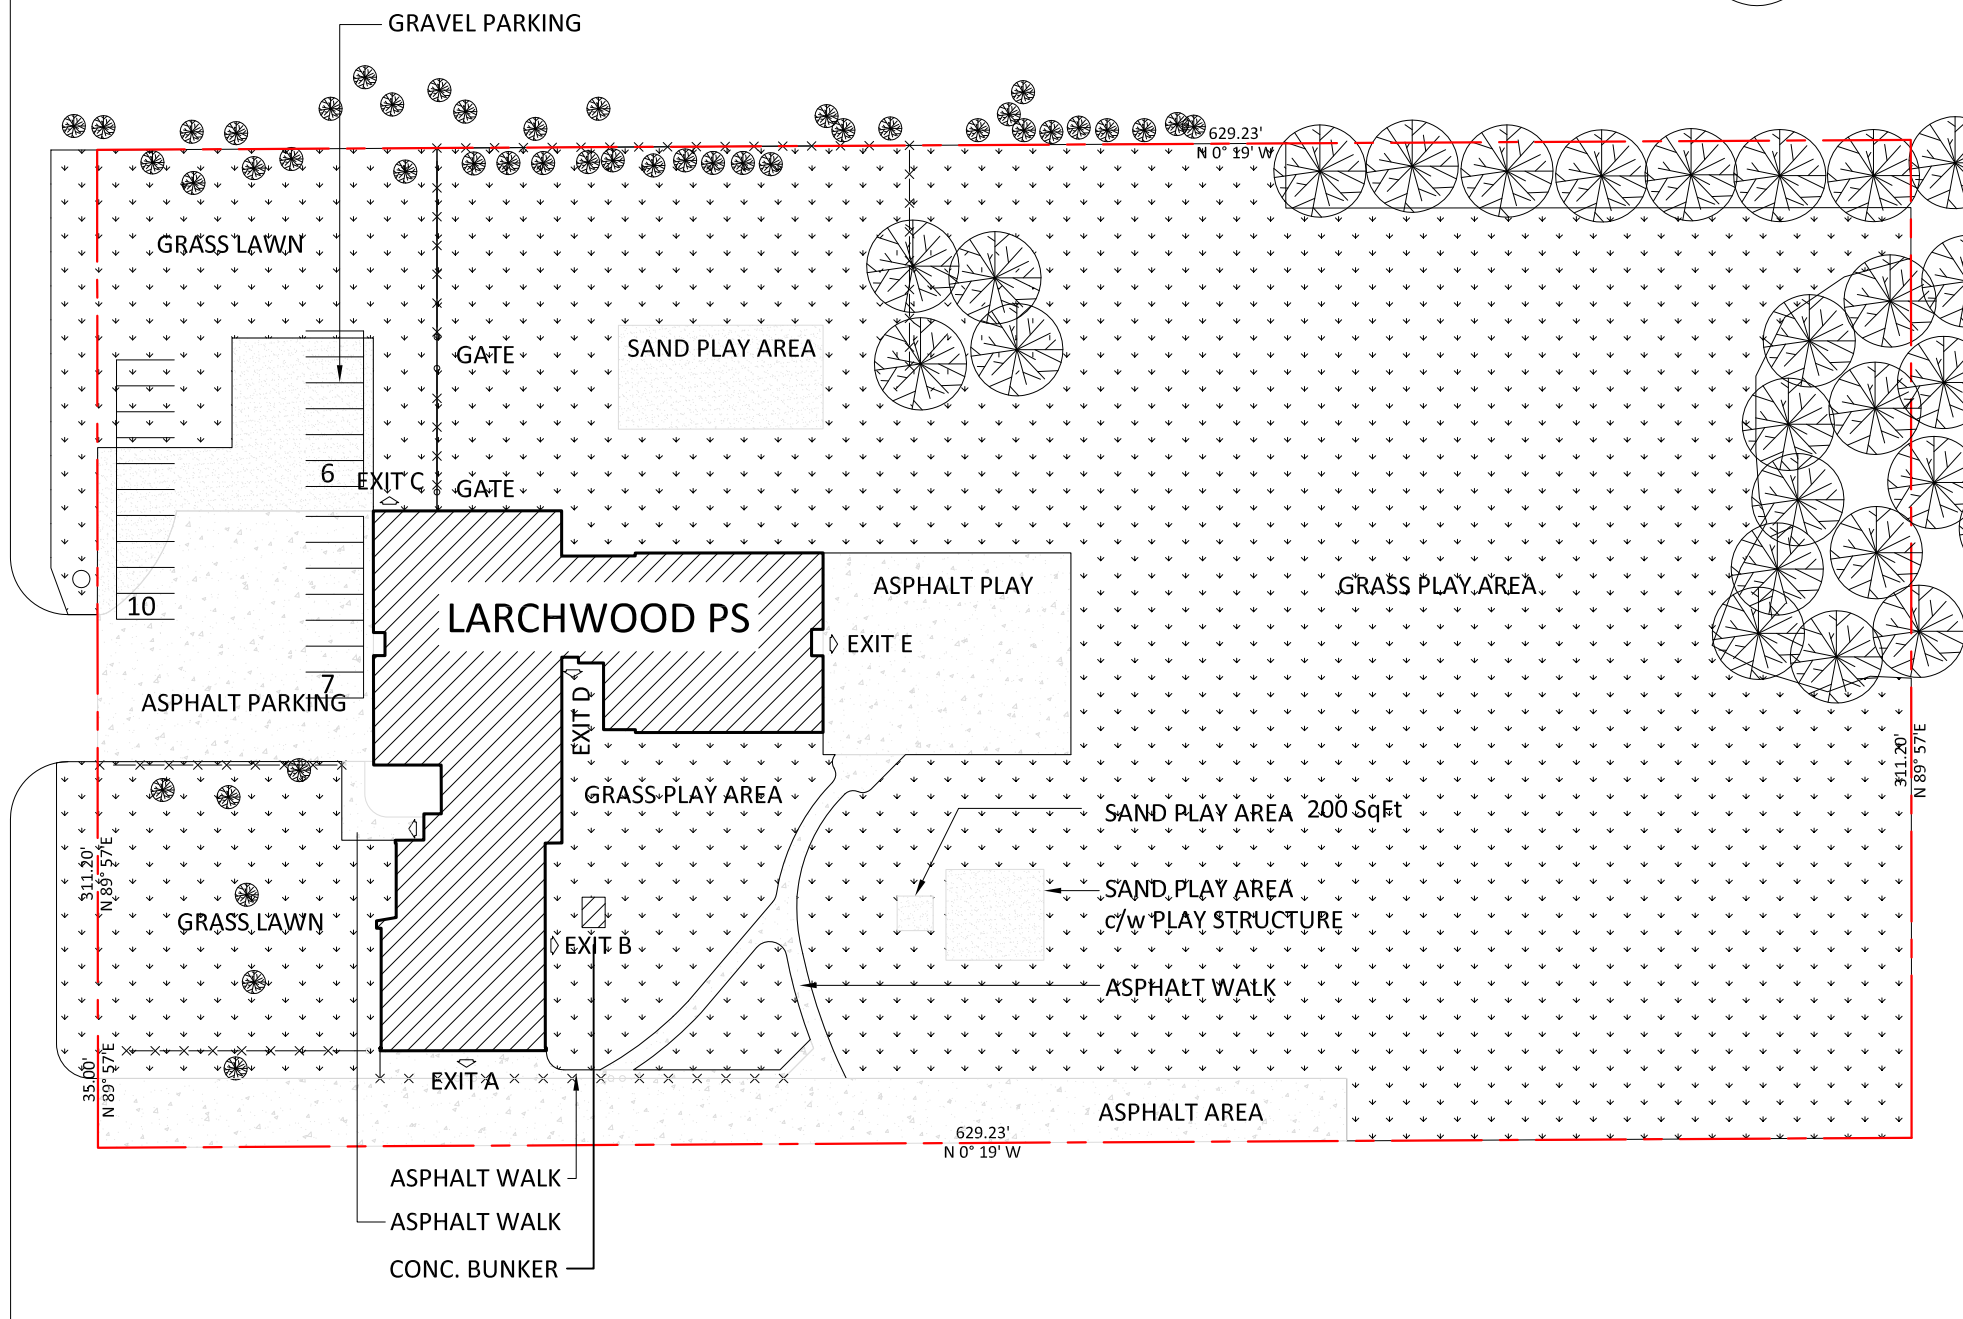 GRAVEL PARKING
629.23'
N 0° 19' W
GRASS LAWN
SAND PLAY AREA
GATE
6
EXIT C
GATE
10
LARCHWOOD PS
ASPHALT PLAY
GRASS PLAY AREA
EXIT E
7
ASPHALT PARKING
EXIT D
GRASS PLAY AREA
311.20'
N 89° 57'E
SAND PLAY AREA 200 SqFt
311.20'
N 89° 57'E
SAND PLAY AREA
c/w PLAY STRUCTURE
GRASS LAWN
EXIT B
ASPHALT WALK
35.00'
N 89° 57'E
EXIT A
ASPHALT AREA
629.23'
N 0° 19' W
ASPHALT WALK
ASPHALT WALK
CONC. BUNKER